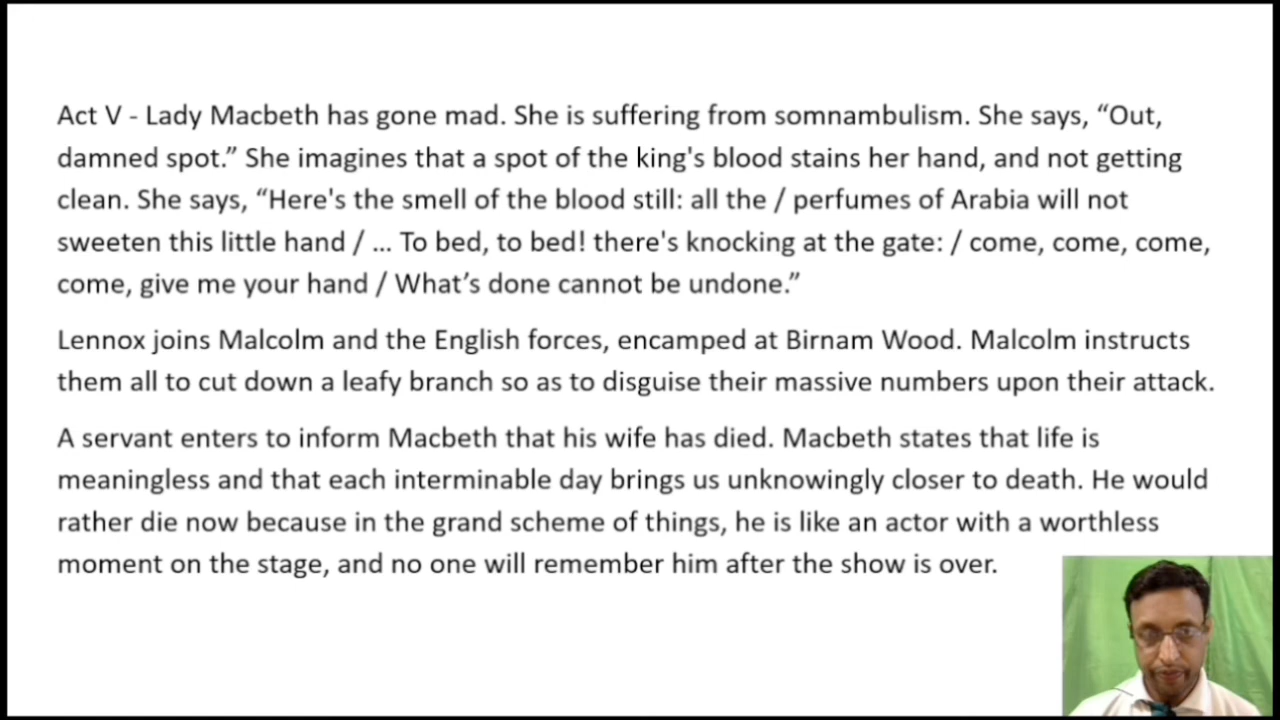 Act V - Lady Macbeth has gone mad. She is suffering from somnambulism. She says, “Out,
damned spot.” She imagines that a spot of the king's blood stains her hand, and not getting
clean. She says, “Here's the smell of the blood still: all the / perfumes of Arabia will not
sweeten this little hand / ... To bed, to bed! there's knocking at the gate: / come, come, come,
come, give me your hand / What’s done cannot be undone.”
Lennox joins Malcolm and the English forces, encamped at Birnam Wood. Malcolm instructs
them all to cut down a leafy branch so as to disguise their massive numbers upon their attack.
A servant enters to inform Macbeth that his wife has died. Macbeth states that life is
meaningless and that each interminable day brings us unknowingly closer to death. He would
rather die now because in the grand scheme of things, he is like an actor with a worthless
moment on the stage, and no one will remember him after the show is over.